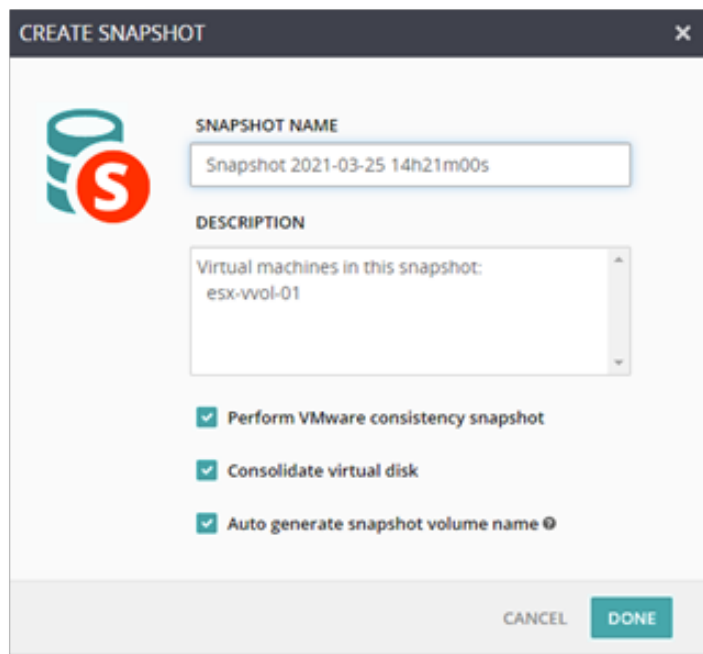 CREATE SNAPSHOT
S
SNAPSHOT NAME
Snapshot 2021-03-25 14h21m00s
DESCRIPTION
Virtual machines in this snapshot:
esx-vvol-01
Perform VMware consistency snapshot
Consolidate virtual disk
Auto generate snapshot volume name ?
CANCEL DONE